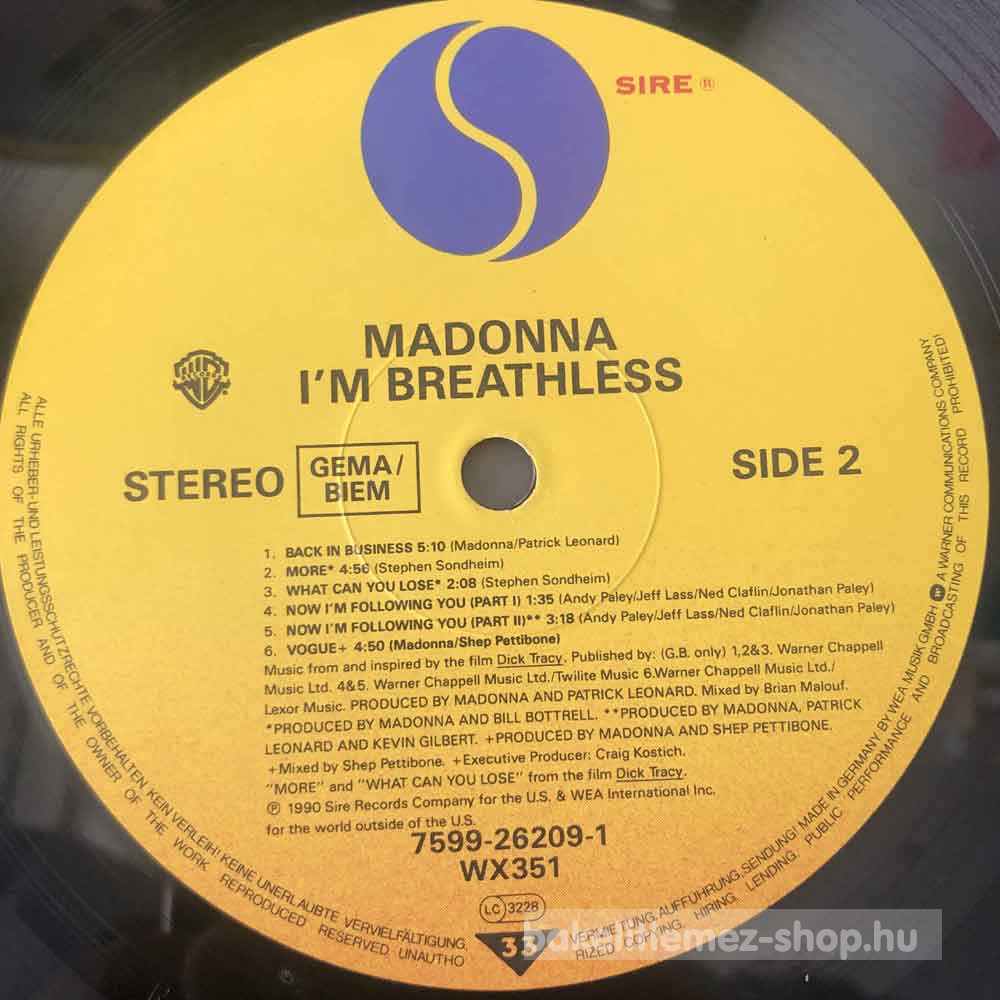 SIRE ®
MADONNA
I'M BREATHLESS
STEREO
GEMA/
BIEM
SIDE 2
1. BACK IN BUSINESS 5:10 (Madonna/Patrick Leonard)
2. MORE* 4:56 (Stephen Sondheim)
3. WHAT CAN YOU LOSE* 2:08 (Stephen Sondheim)
4. NOW I'M FOLLOWING YOU (PART I) 1:35 (Andy Paley/Jeff Lass/Ned Claflin/Jonathan Paley)
5. NOW I'M FOLLOWING YOU (PART II)** 3:18 (Andy Paley/Jeff Lass/Ned Claflin/Jonathan Paley)
6. VOGUE+ 4:50 (Madonna/Shep Pettibone)
Music from and inspired by the film Dick Tracy. Published by: (G.B. only) 1,2&3. Warner Chappell
Music Ltd. 4&5. Warner Chappell Music Ltd./Twilite Music 6.Warner Chappell Music Ltd./
Lexor Music. PRODUCED BY MADONNA AND PATRICK LEONARD. Mixed by Brian Malouf.
*PRODUCED BY MADONNA AND BILL BOTTRELL. **PRODUCED BY MADONNA, PATRICK
LEONARD AND KEVIN GILBERT. +PRODUCED BY MADONNA AND SHEP PETTIBONE.
+Mixed by Shep Pettibone. +Executive Producer: Craig Kostich.
"MORE" and "WHAT CAN YOU LOSE" from the film Dick Tracy.
℗ 1990 Sire Records Company for the U.S. & WEA International Inc.
for the world outside of the U.S.
7599-26209-1
WX351
LC 3228
33
ALLE URHEBER- UND LEISTUNGSSCHUTZRECHTE VORBEHALTEN. KEIN VERLEIH! KEINE UNERLAUBTE VERVIELFÄLTIGUNG, VERMIETUNG, AUFFÜHRUNG, SENDUNG! MADE IN GERMANY BY WEA MUSIK GMBH A WARNER COMMUNICATIONS COMPANY
ALL RIGHTS OF THE PRODUCER AND OF THE OWNER OF THE WORK REPRODUCED RESERVED. UNAUTHORIZED COPYING, HIRING, LENDING, PUBLIC PERFORMANCE AND BROADCASTING OF THIS RECORD PROHIBITED!
bakelitlemez-shop.hu